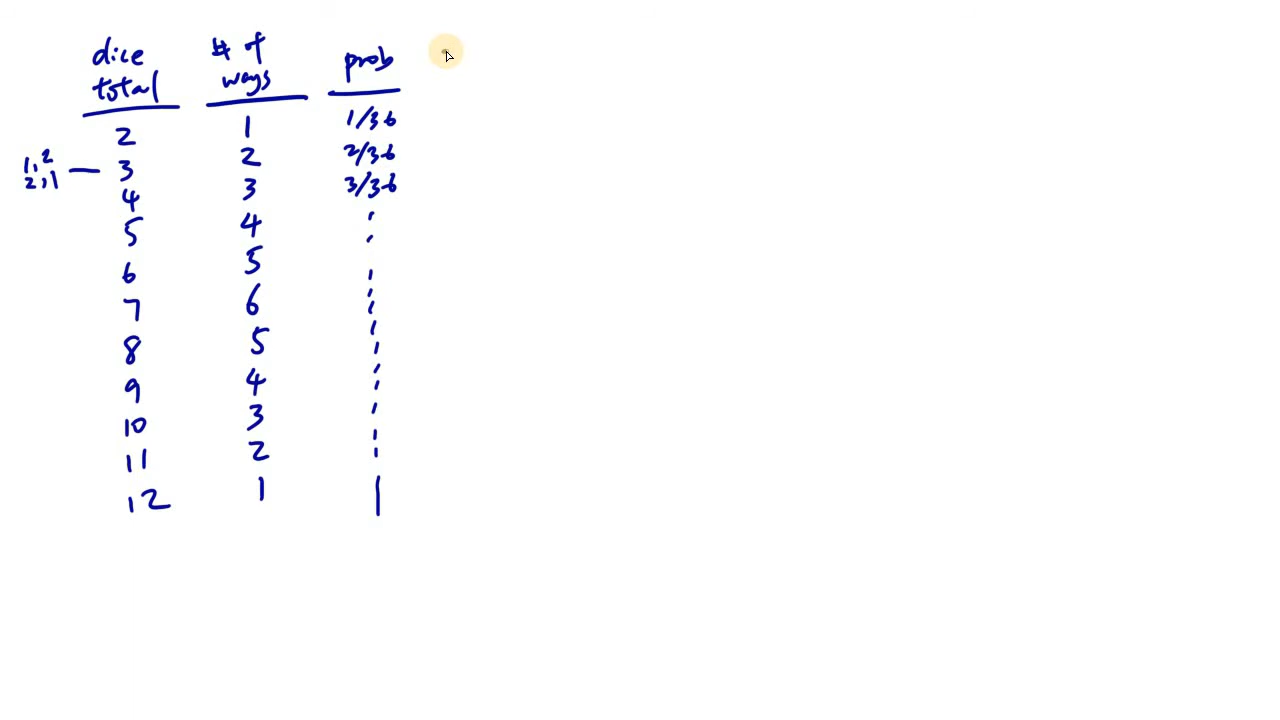 dice total # of ways prob
2 1 1/36
1,2 2,1 — 3 2 2/36
4 3 3/36
5 4
6 5
7 6
8 5
9 4
10 3
11 2
12 1